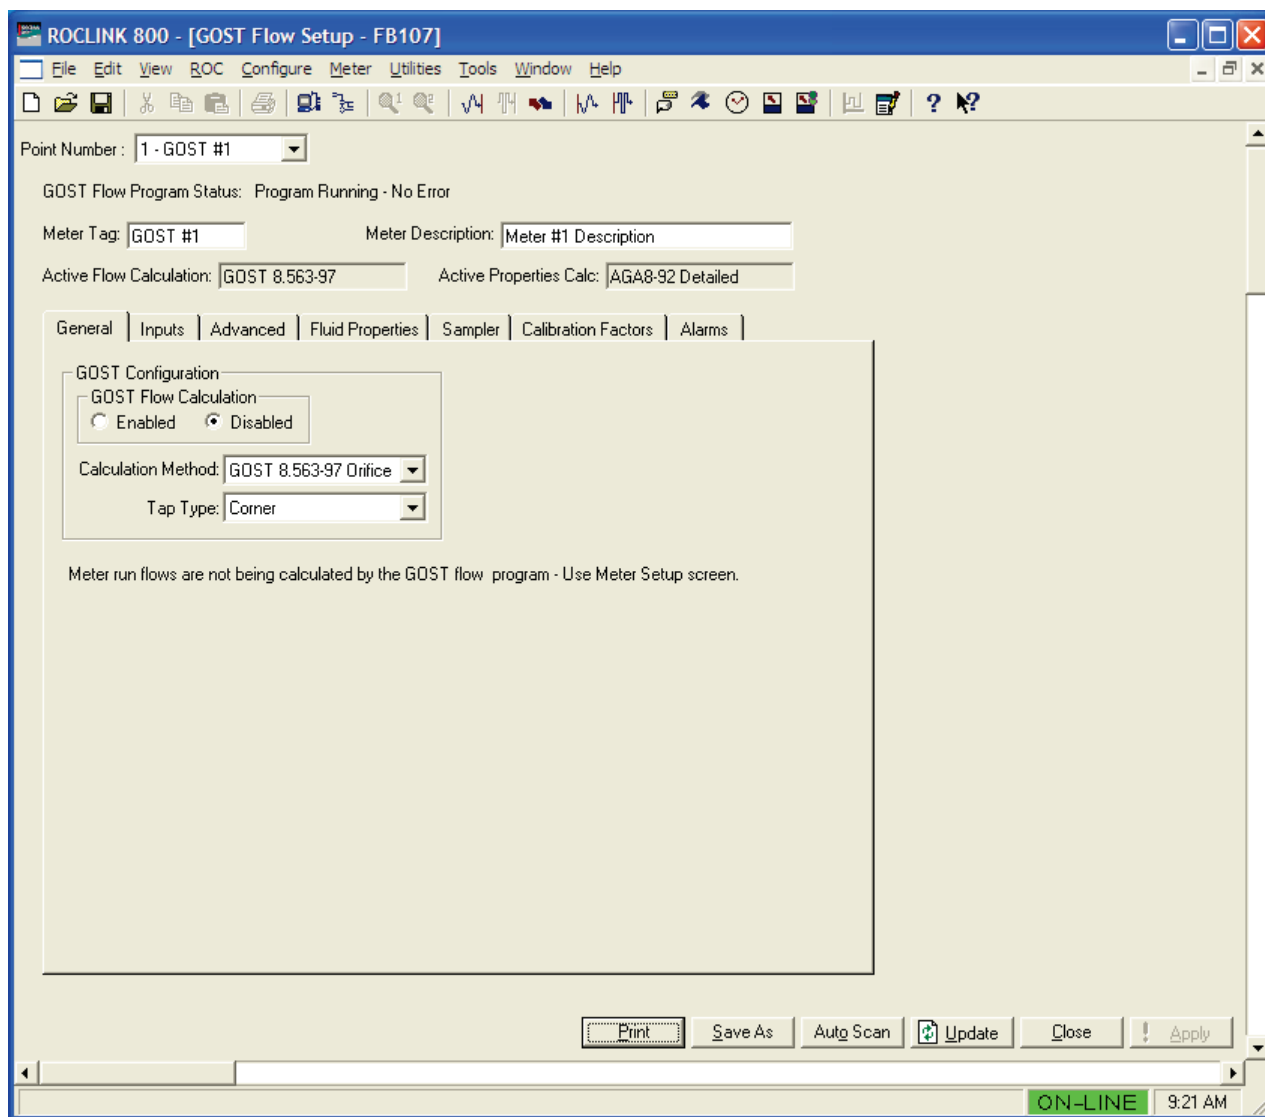 ROCLINK 800 - [GOST Flow Setup - FB107]
File Edit View ROC Configure Meter Utilities Tools Window Help
Point Number : 1 - GOST #1
GOST Flow Program Status: Program Running - No Error
Meter Tag: GOST #1 Meter Description: Meter #1 Description
Active Flow Calculation: GOST 8.563-97 Active Properties Calc: AGA8-92 Detailed
General Inputs Advanced Fluid Properties Sampler Calibration Factors Alarms
GOST Configuration
GOST Flow Calculation
Enabled Disabled
Calculation Method: GOST 8.563-97 Orifice
Tap Type: Corner
Meter run flows are not being calculated by the GOST flow program - Use Meter Setup screen.
Print Save As Auto Scan Update Close ! Apply
ON-LINE 9:21 AM